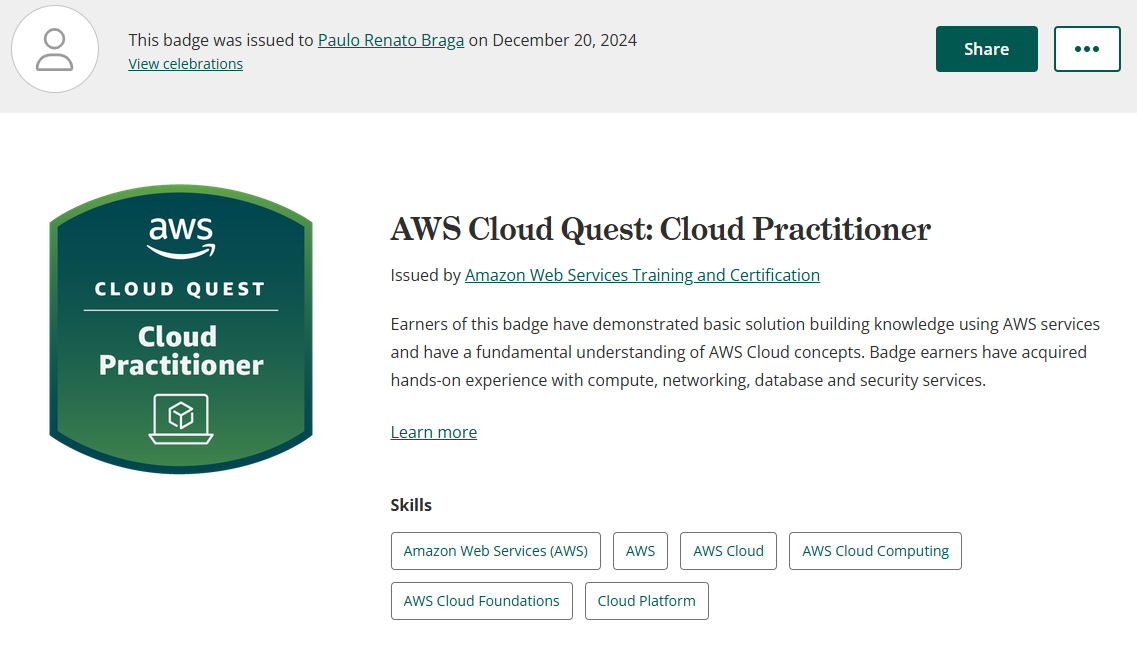 This badge was issued to Paulo Renato Braga on December 20, 2024
View celebrations
Share
•••
aws
CLOUD QUEST
Cloud
Practitioner
AWS Cloud Quest: Cloud Practitioner
Issued by Amazon Web Services Training and Certification
Earners of this badge have demonstrated basic solution building knowledge using AWS services
and have a fundamental understanding of AWS Cloud concepts. Badge earners have acquired
hands-on experience with compute, networking, database and security services.
Learn more
Skills
Amazon Web Services (AWS) AWS AWS Cloud AWS Cloud Computing
AWS Cloud Foundations Cloud Platform